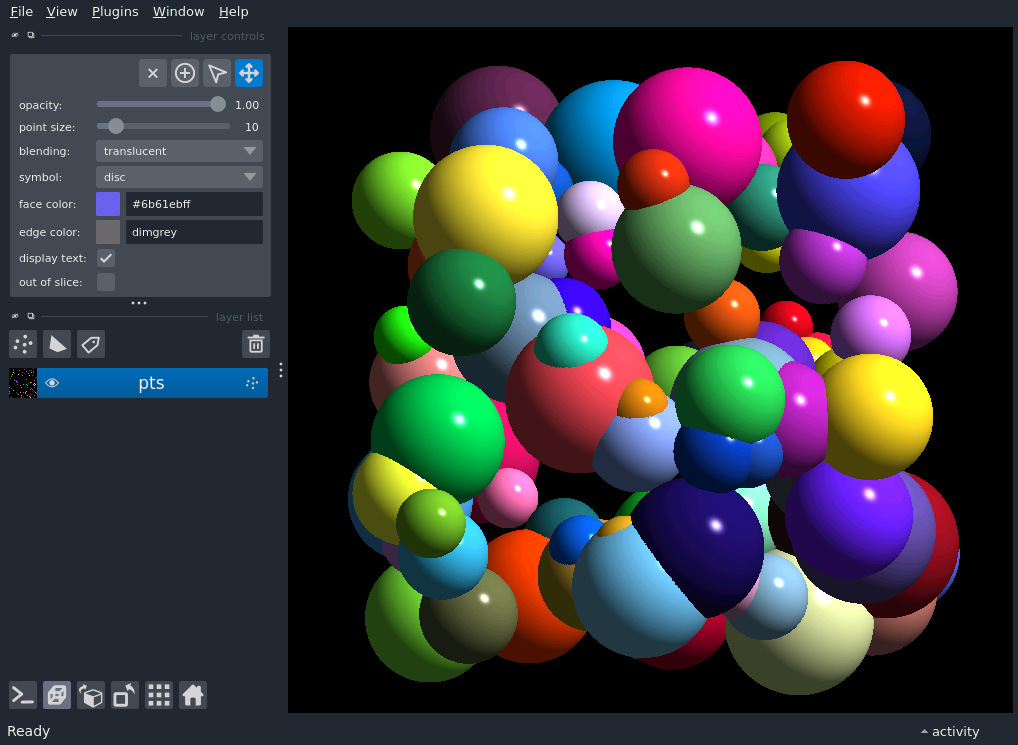 File View Plugins Window Help
layer controls
opacity: 1.00
point size: 10
blending: translucent
symbol: disc
face color: #6b61ebff
edge color: dimgrey
display text:
out of slice:
layer list
pts
Ready
activity